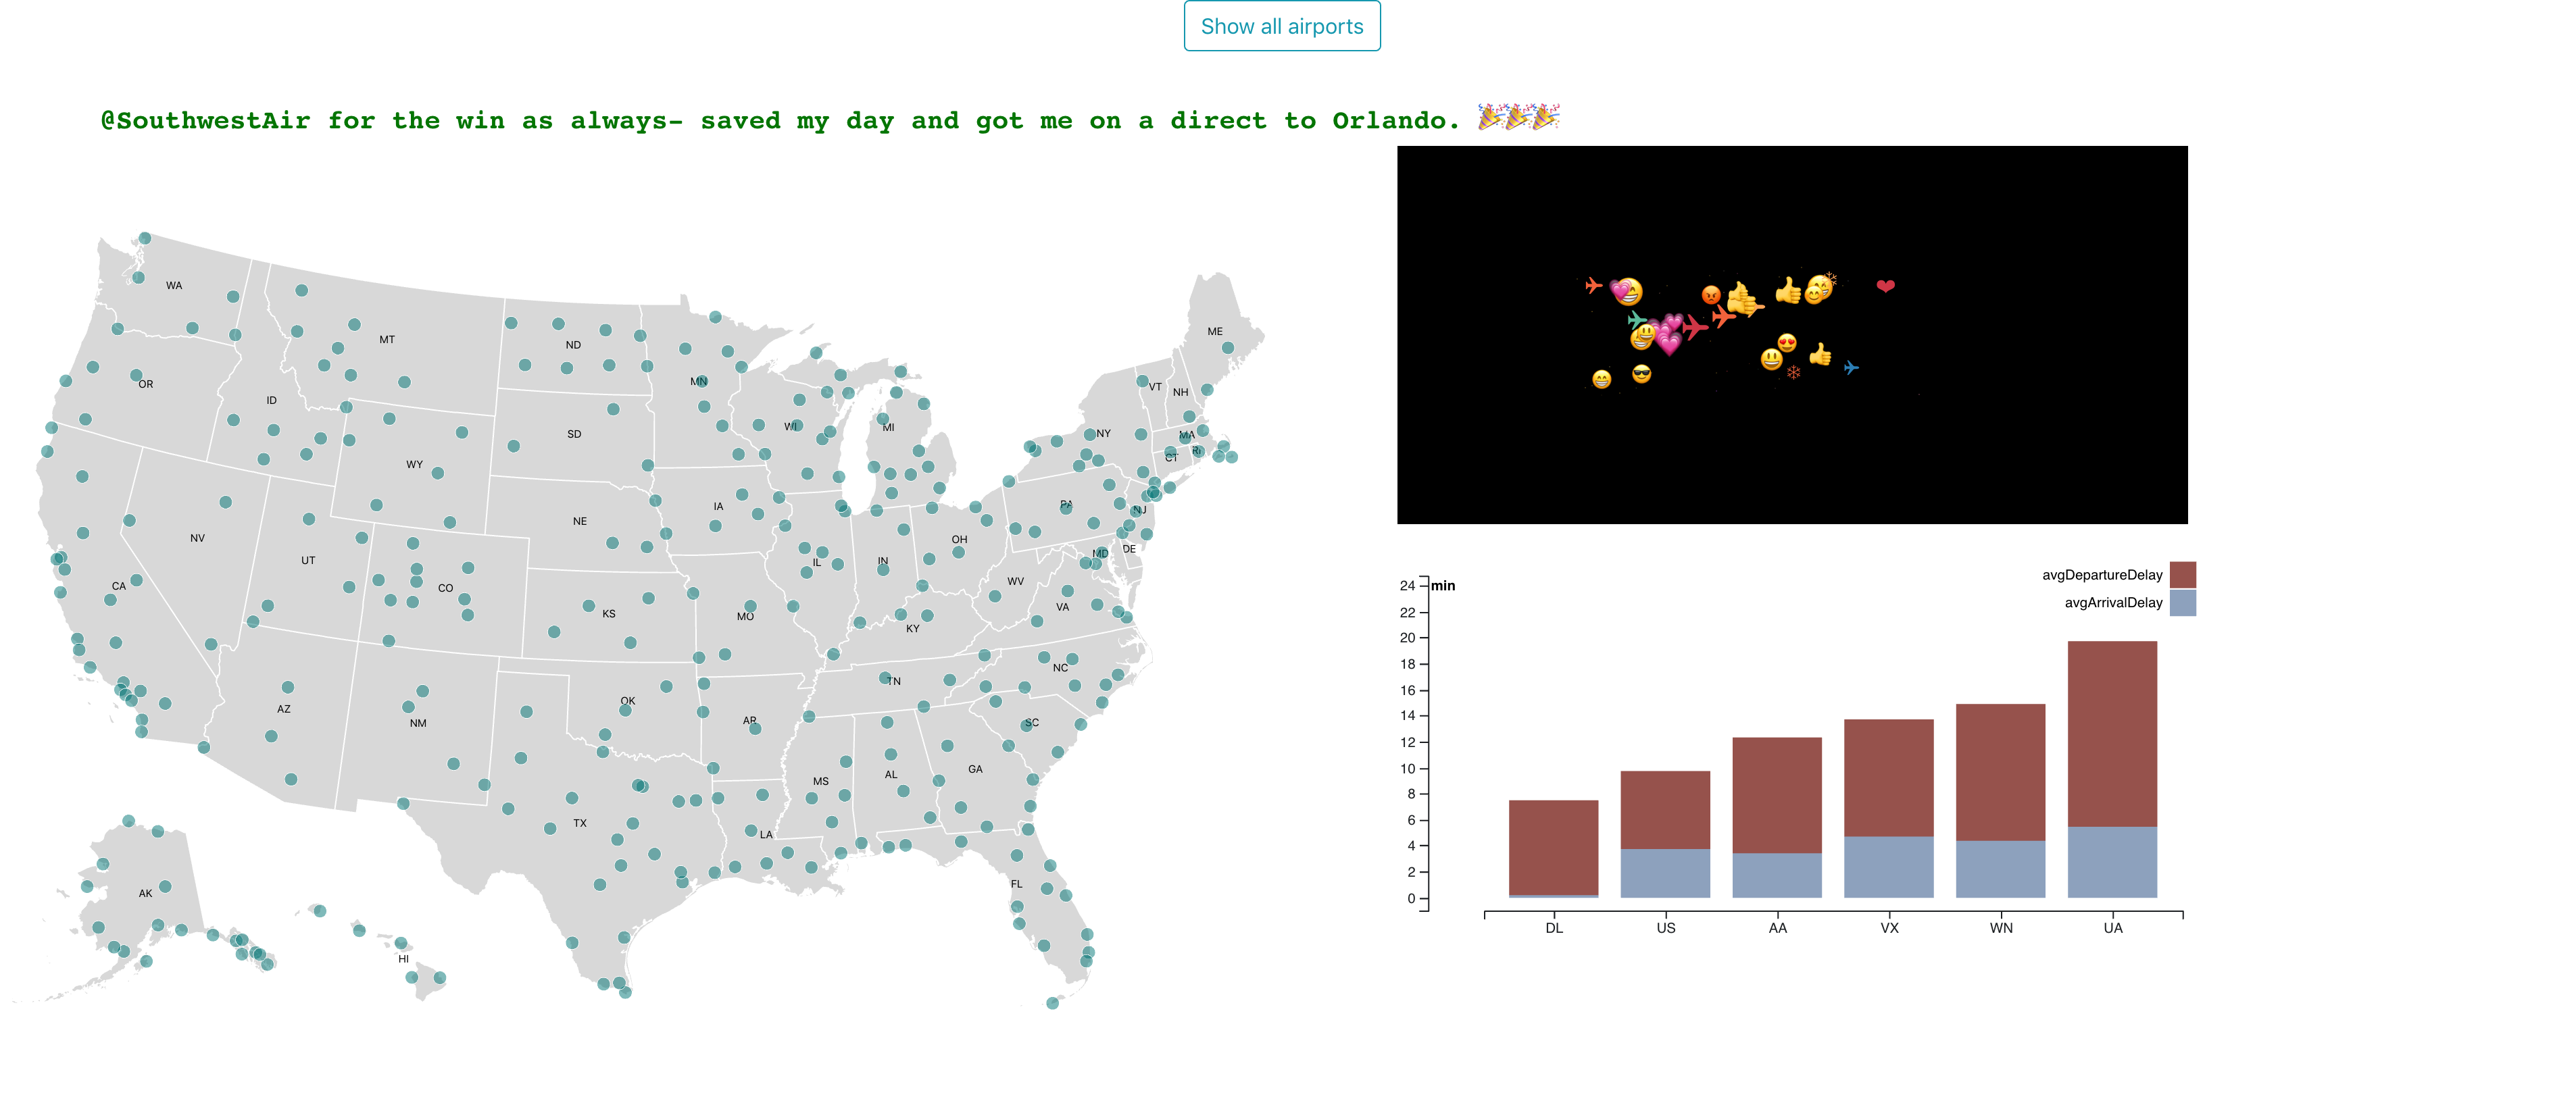 Show all airports
@SouthwestAir for the win as always- saved my day and got me on a direct to Orlando. 🎉🎉🎉
WA
MT
ND
ME
OR
MN
VT
NH
ID
SD
WI
MI
NY
MA
RI
CT
WY
IA
PA
NJ
NE
NV
OH
DE
MD
UT
IL
IN
CA
CO
WV
KS
MO
VA
KY
NC
TN
OK
AZ
NM
AR
SC
MS
AL
GA
TX
LA
FL
AK
HI
avgDepartureDelay
avgArrivalDelay
min
24
22
20
18
16
14
12
10
8
6
4
2
0
DL US AA VX WN UA